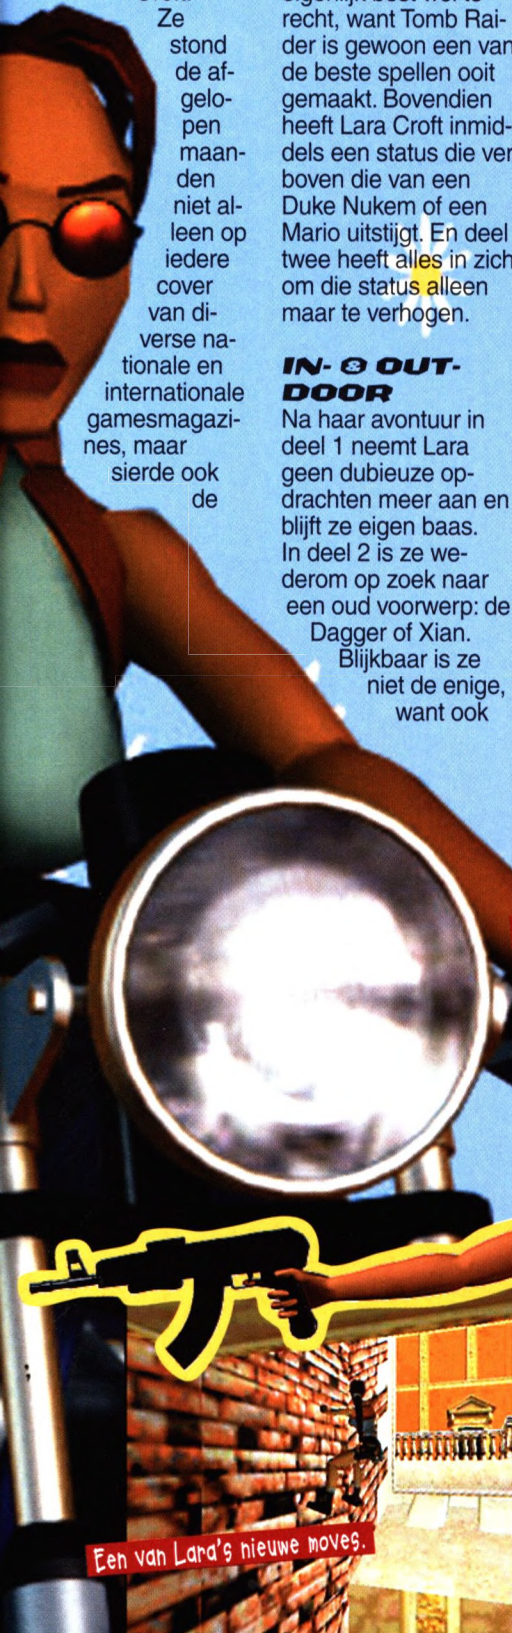 Ze
stond
de af-
gelo-
pen
maan-
den
niet al-
leen op
iedere
cover
van di-
verse na-
tionale en
internationale
gamesmagazi-
nes, maar
sierde ook
de
recht, want Tomb Rai-
der is gewoon een van
de beste spellen ooit
gemaakt. Bovendien
heeft Lara Croft inmid-
dels een status die ver
boven die van een
Duke Nukem of een
Mario uitstijgt. En deel
twee heeft alles in zich
om die status alleen
maar te verhogen.
IN- & OUT-
DOOR
Na haar avontuur in
deel 1 neemt Lara
geen dubieuze op-
drachten meer aan en
blijft ze eigen baas.
In deel 2 is ze we-
derom op zoek naar
een oud voorwerp: de
Dagger of Xian.
Blijkbaar is ze
niet de enige,
want ook
Een van Lara's nieuwe moves.